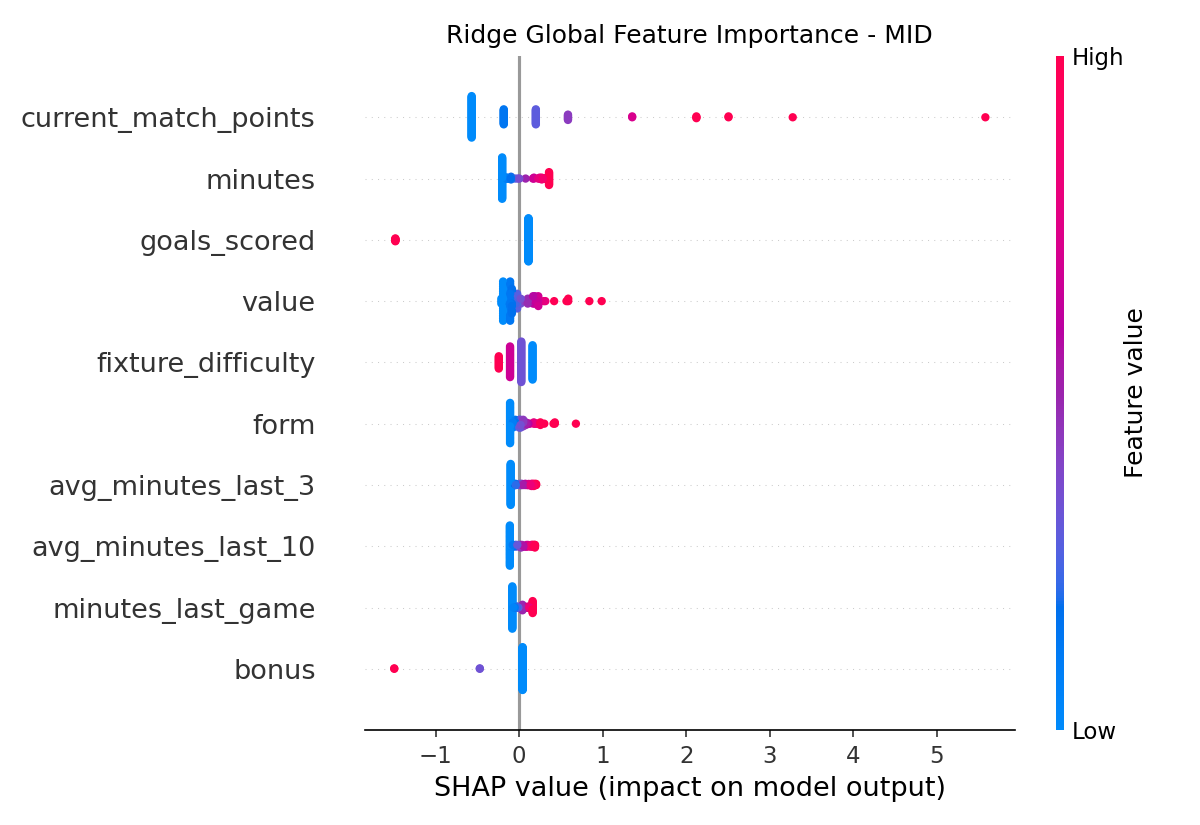 Ridge Global Feature Importance - MID
High
current_match_points
minutes
goals_scored
value
fixture_difficulty
form
avg_minutes_last_3
avg_minutes_last_10
minutes_last_game
bonus
Feature value
Low
−1 0 1 2 3 4 5
SHAP value (impact on model output)